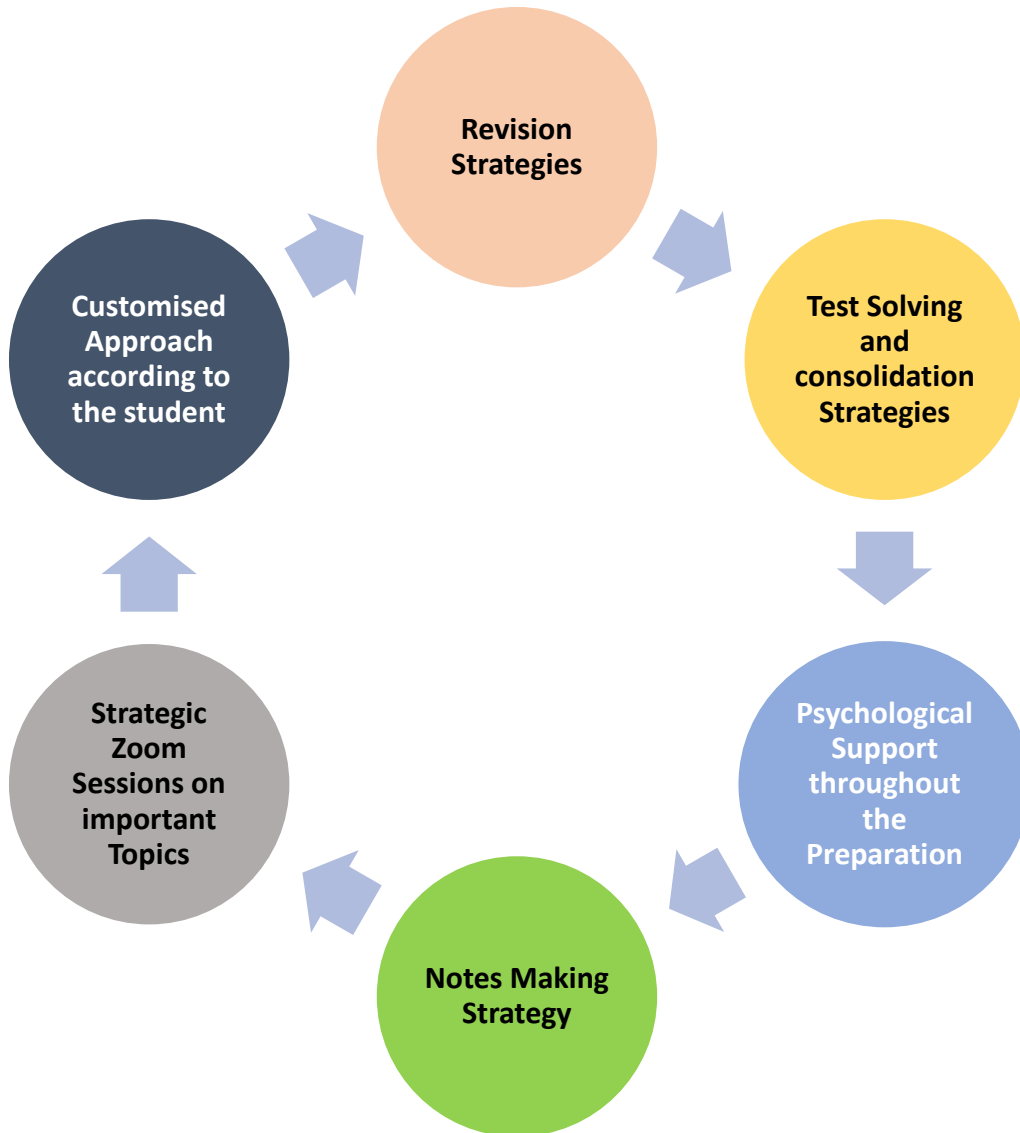 Revision
Strategies
Test Solving
and
consolidation
Strategies
Psychological
Support
throughout
the
Preparation
Notes Making
Strategy
Strategic
Zoom
Sessions on
important
Topics
Customised
Approach
according to
the student